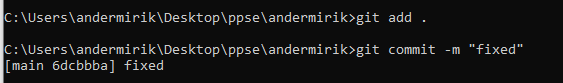 C:\Users\andermirik\Desktop\ppse\andermirik>git add .
C:\Users\andermirik\Desktop\ppse\andermirik>git commit -m "fixed"
[main 6dcbbba] fixed